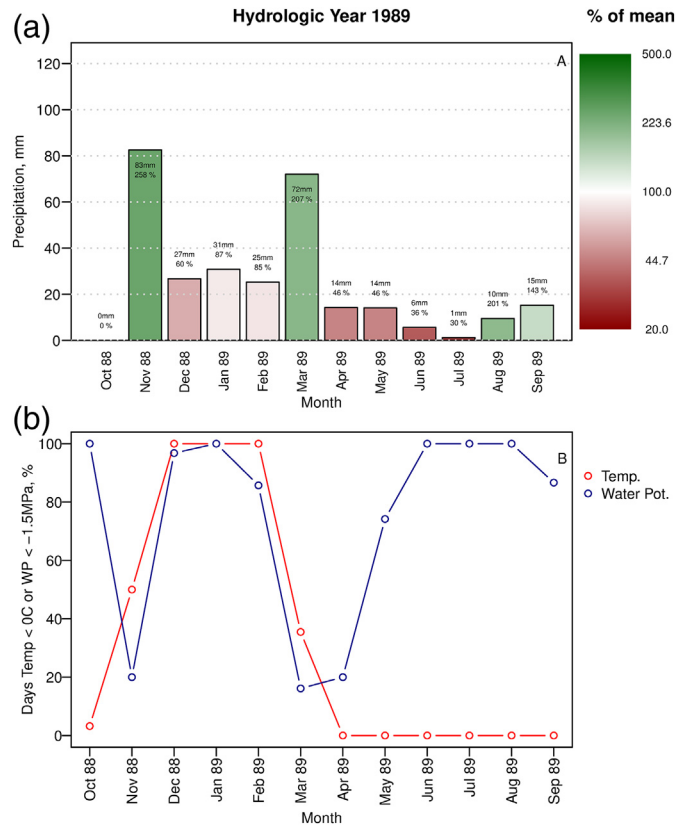 (a)
Hydrologic Year 1989
% of mean
A
Precipitation, mm
120
100
80
60
40
20
0
0mm
0 %
83mm
258 %
27mm
60 %
31mm
87 %
25mm
85 %
72mm
207 %
14mm
46 %
14mm
46 %
6mm
36 %
1mm
30 %
10mm
201 %
15mm
143 %
500.0
223.6
100.0
44.7
20.0
Oct 88
Nov 88
Dec 88
Jan 89
Feb 89
Mar 89
Apr 89
May 89
Jun 89
Jul 89
Aug 89
Sep 89
Month
(b)
B
Days Temp < 0C or WP < −1.5MPa, %
100
80
60
40
20
0
Temp.
Water Pot.
Oct 88
Nov 88
Dec 88
Jan 89
Feb 89
Mar 89
Apr 89
May 89
Jun 89
Jul 89
Aug 89
Sep 89
Month